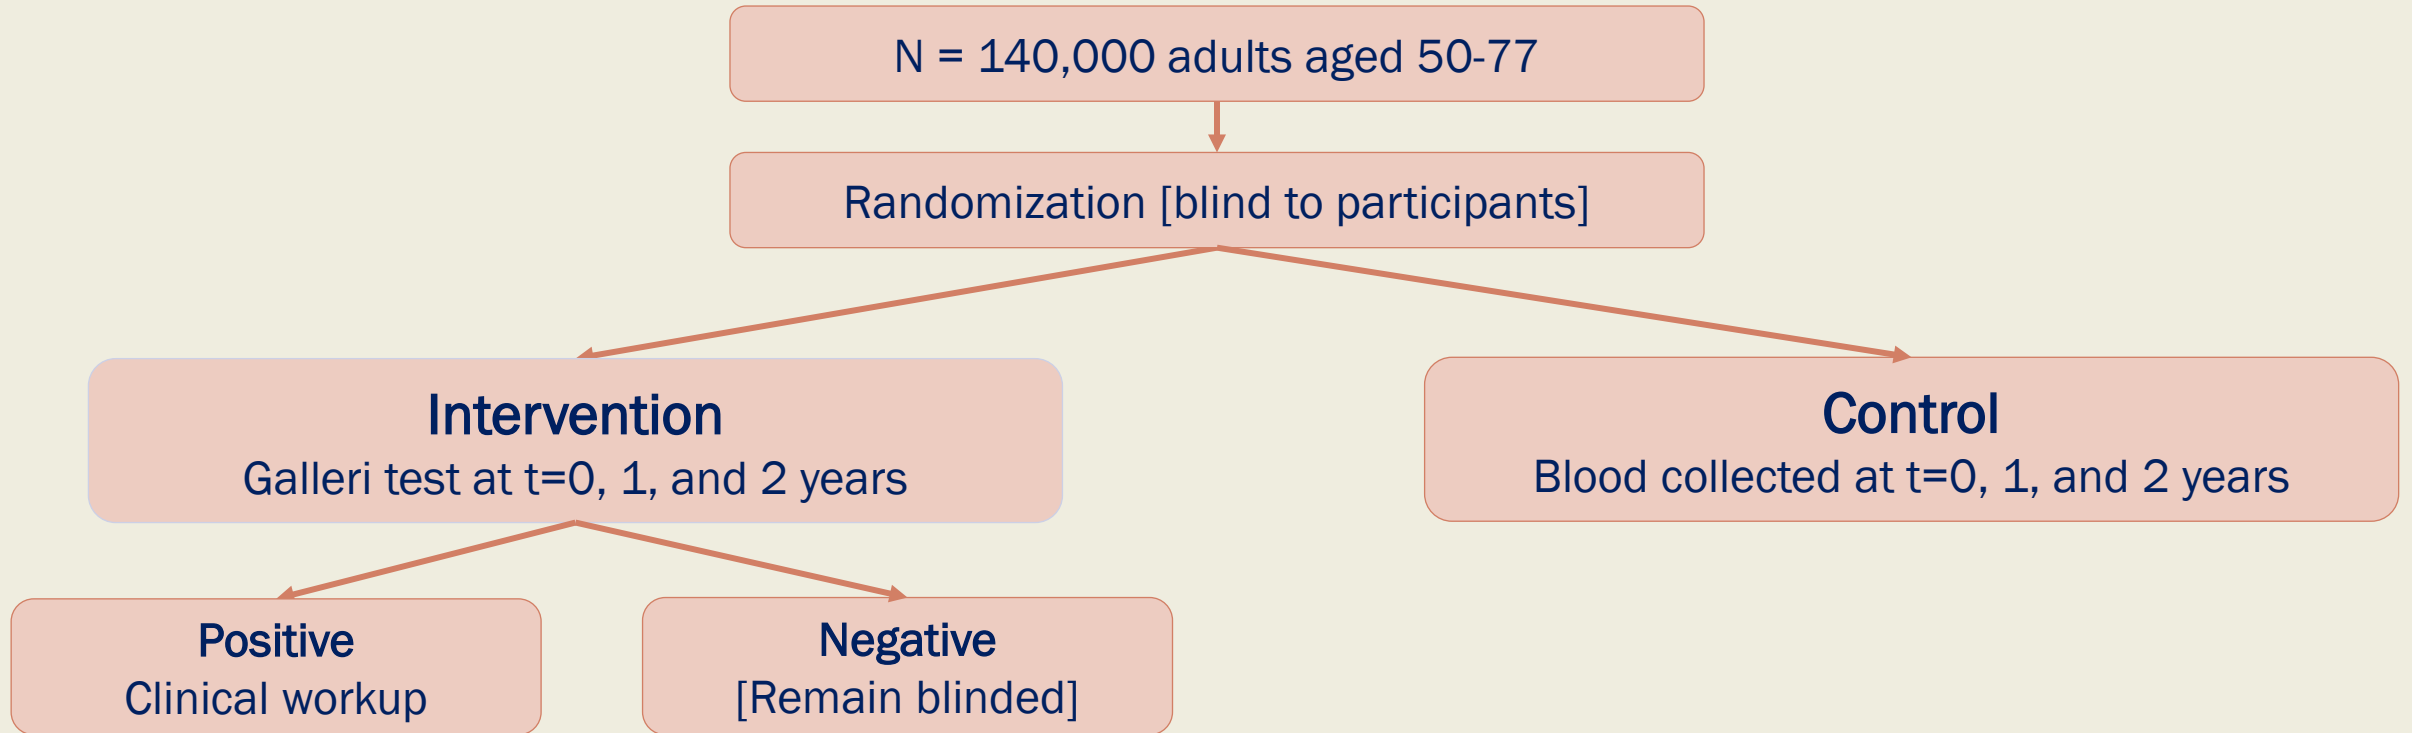 N = 140,000 adults aged 50-77
Randomization [blind to participants]
Intervention
Galleri test at t=0, 1, and 2 years
Control
Blood collected at t=0, 1, and 2 years
Positive
Clinical workup
Negative
[Remain blinded]